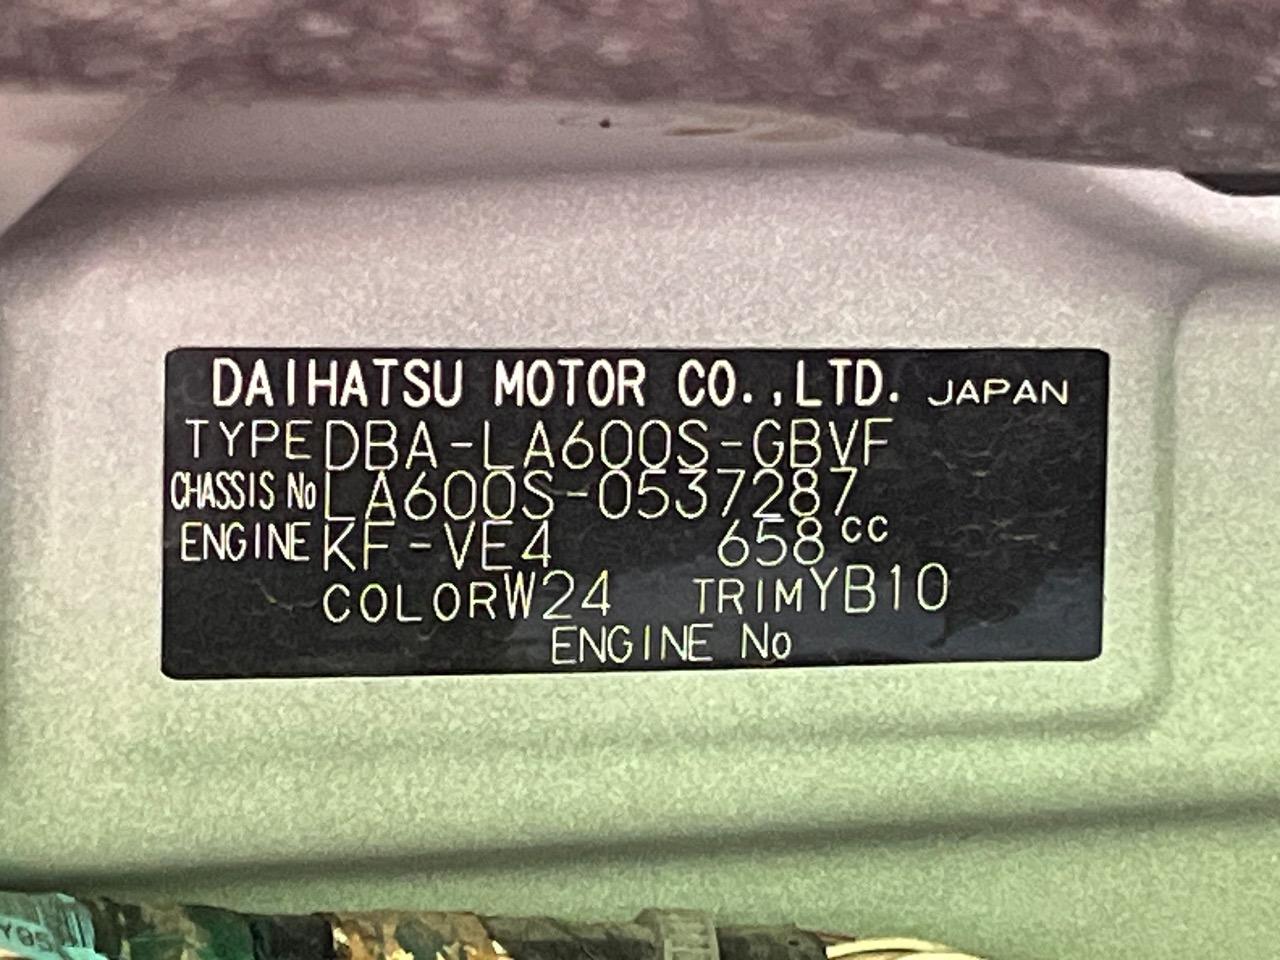 DAIHATSU MOTOR CO.,LTD. JAPAN
TYPE DBA-LA600S-GBVF
CHASSIS No LA600S-0537287
ENGINE KF-VE4 658cc
COLOR W24 TRIM YB10
ENGINE No